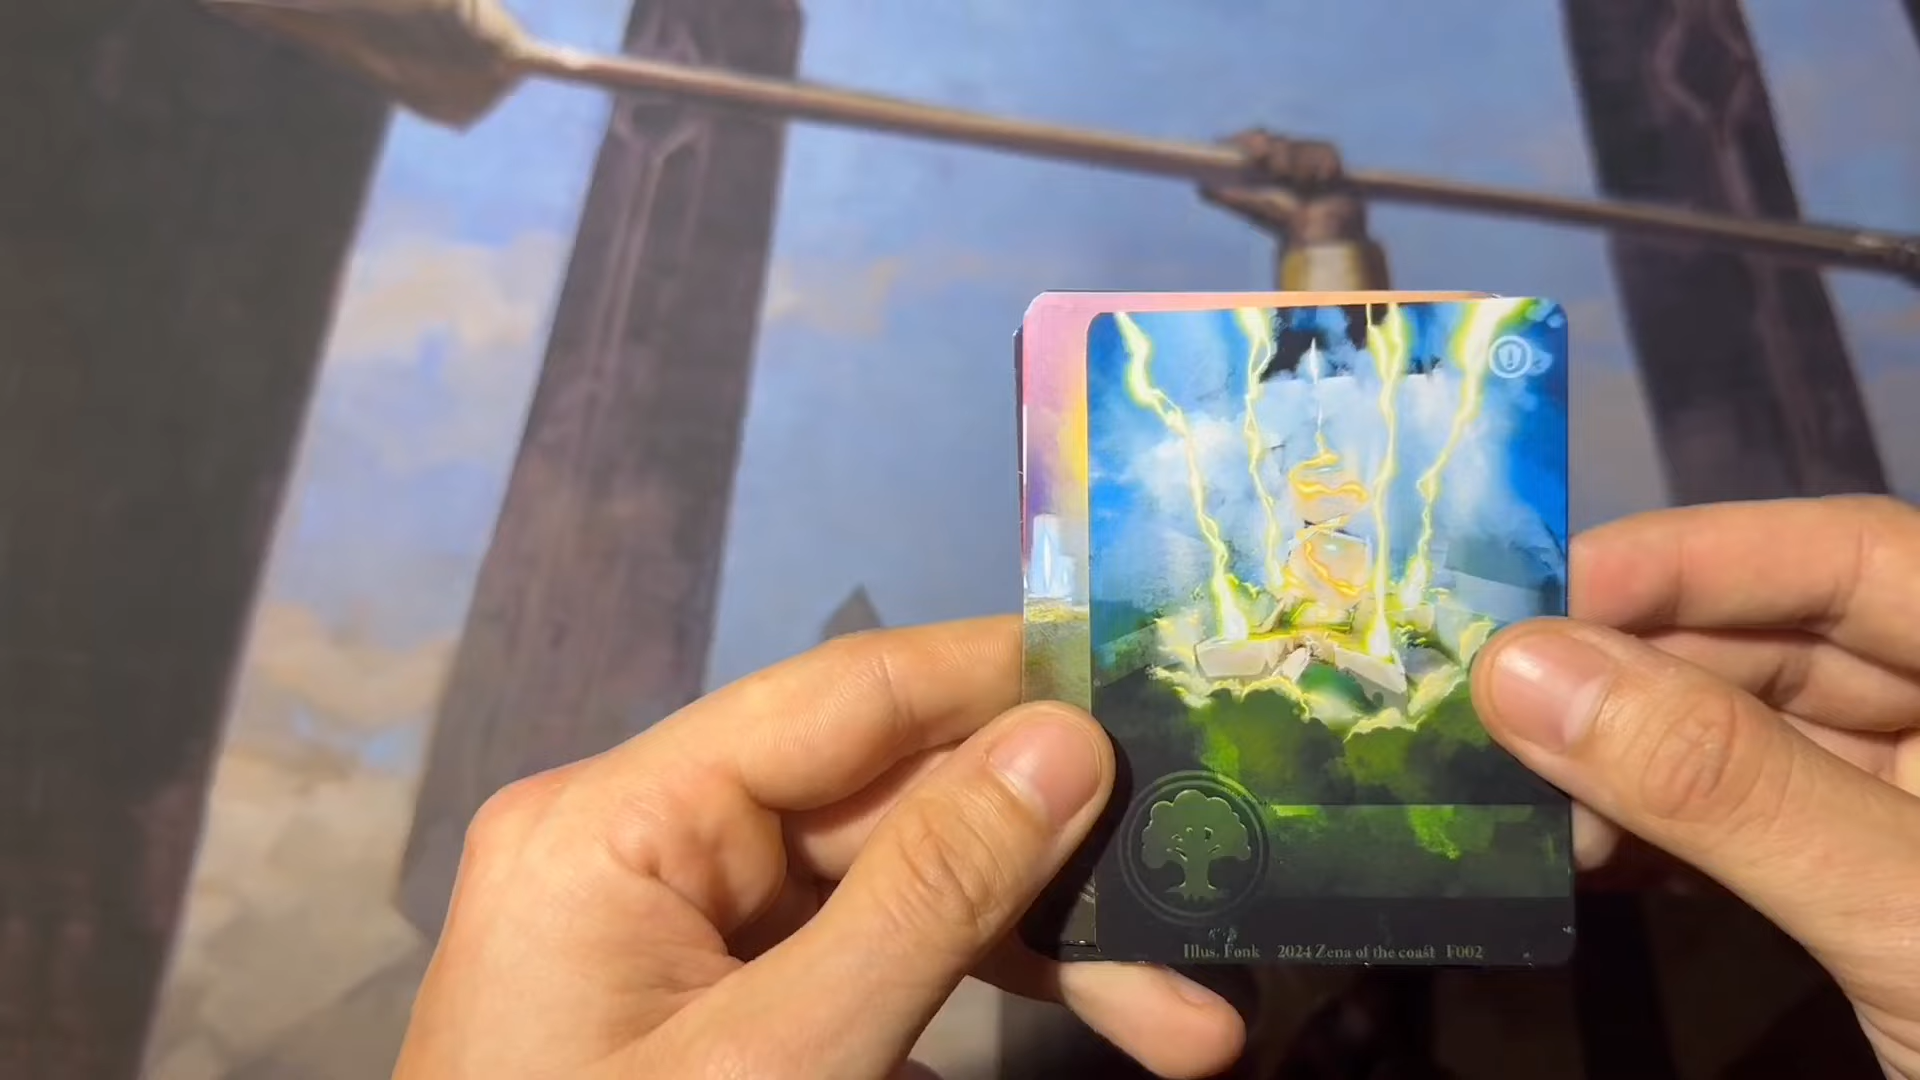 Illus. Fonk 2024 Zena of the coast F002